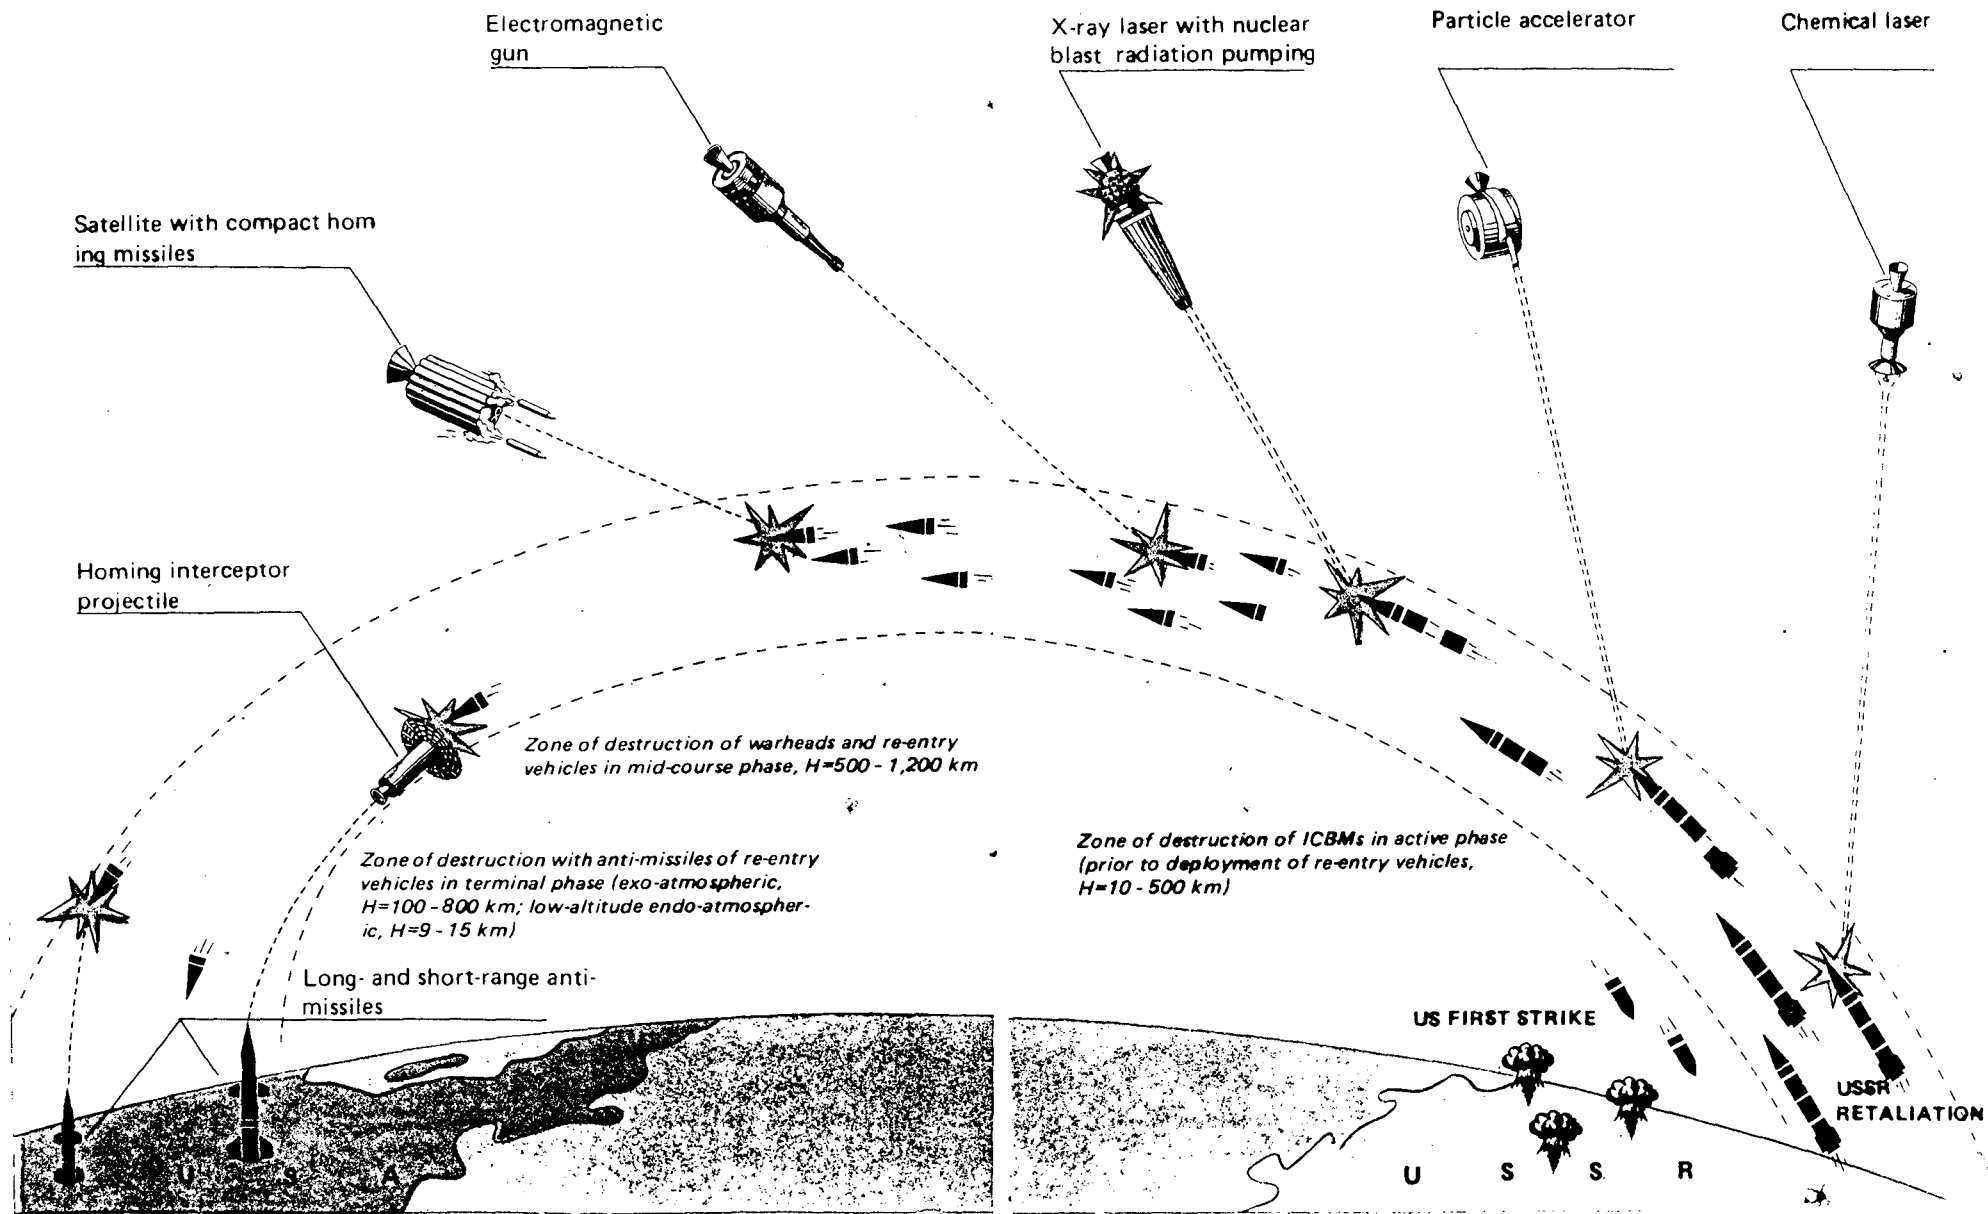 Electromagnetic
gun
X-ray laser with nuclear
blast radiation pumping
Particle accelerator
Chemical laser
Satellite with compact hom
ing missiles
Homing interceptor
projectile
Zone of destruction of warheads and re-entry
vehicles in mid-course phase, H=500 - 1,200 km
Zone of destruction with anti-missiles of re-entry
vehicles in terminal phase (exo-atmospheric,
H=100 - 800 km; low-altitude endo-atmospher-
ic, H=9 - 15 km)
Zone of destruction of ICBMs in active phase
(prior to deployment of re-entry vehicles,
H=10 - 500 km)
Long- and short-range anti-
missiles
US FIRST STRIKE
USSR
RETALIATION
U S A
U S S R